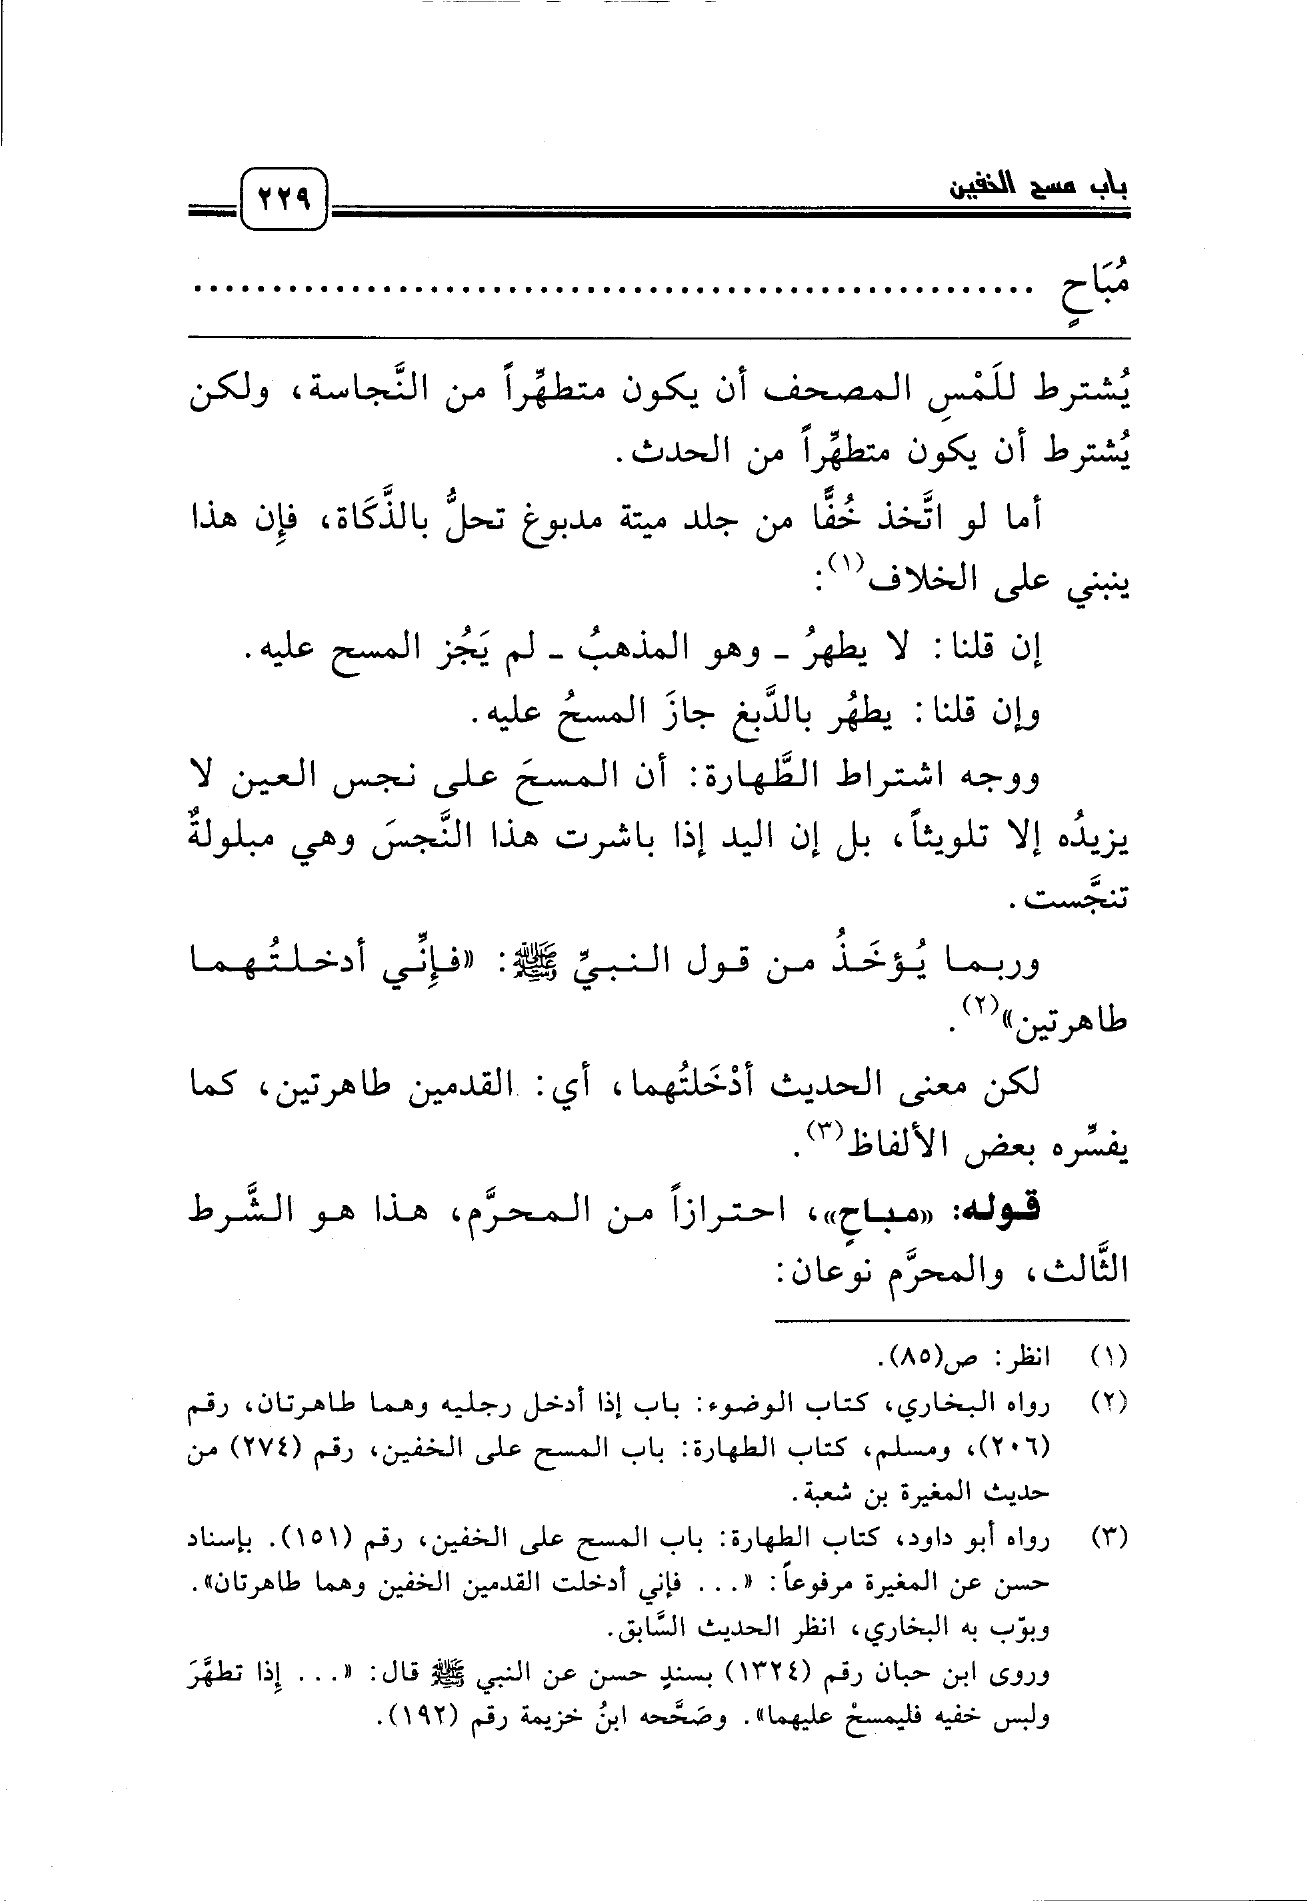 باب مسح الخفين
٢٢٩
مُبَاحٍ ......................................................
يُشترط للَمْسِ المصحف أن يكون متطهِّراً من النَّجاسة، ولكن
يُشترط أن يكون متطهِّراً من الحدث.
أما لو اتَّخذ خُفًّا من جلد ميتة مدبوغ تحلُّ بالذَّكَاة، فإِن هذا
ينبني على الخلاف(١):
إن قلنا: لا يطهرُ ـ وهو المذهبُ ـ لم يَجُز المسح عليه.
وإن قلنا: يطهُر بالدَّبغ جازَ المسحُ عليه.
ووجه اشتراط الطَّهارة: أن المسحَ على نجس العين لا
يزيدُه إلا تلويثاً، بل إن اليد إذا باشرت هذا النَّجسَ وهي مبلولةٌ
تنجَّست.
وربما يُؤخَذُ من قول النبيِّ ﷺ: «فإِنِّي أدخلتُهما
طاهرتين»(٢).
لكن معنى الحديث أدْخَلتُهما، أي: القدمين طاهرتين، كما
يفسِّره بعض الألفاظ(٣).
قوله: «مباحٍ»، احترازاً من المحرَّم، هذا هو الشَّرط
الثَّالث، والمحرَّم نوعان:
(١) انظر: ص(٨٥).
(٢) رواه البخاري، كتاب الوضوء: باب إذا أدخل رجليه وهما طاهرتان، رقم
(٢٠٦)، ومسلم، كتاب الطهارة: باب المسح على الخفين، رقم (٢٧٤) من
حديث المغيرة بن شعبة.
(٣) رواه أبو داود، كتاب الطهارة: باب المسح على الخفين، رقم (١٥١). بإسناد
حسن عن المغيرة مرفوعاً: «... فإني أدخلت القدمين الخفين وهما طاهرتان».
وبوّب به البخاري، انظر الحديث السَّابق.
وروى ابن حبان رقم (١٣٢٤) بسندٍ حسن عن النبي ﷺ قال: «... إِذا تطهَّرَ
ولبس خفيه فليمسحْ عليهما». وصَحَّحه ابنُ خزيمة رقم (١٩٢).